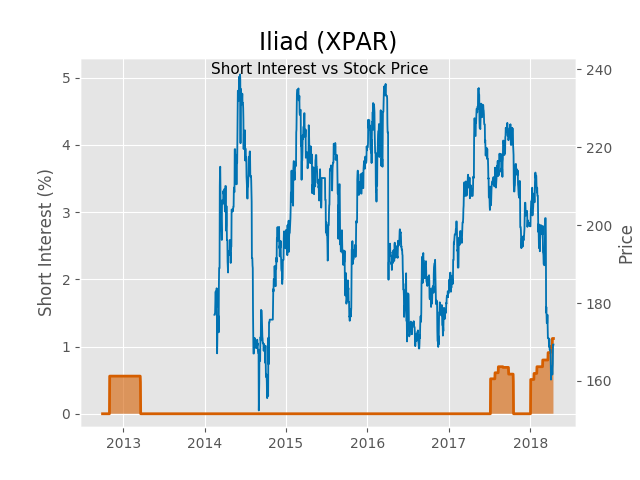 Iliad (XPAR)
Short Interest vs Stock Price
Short Interest (%)
5
4
3
2
1
0
240
220
200
180
160
Price
2013 2014 2015 2016 2017 2018